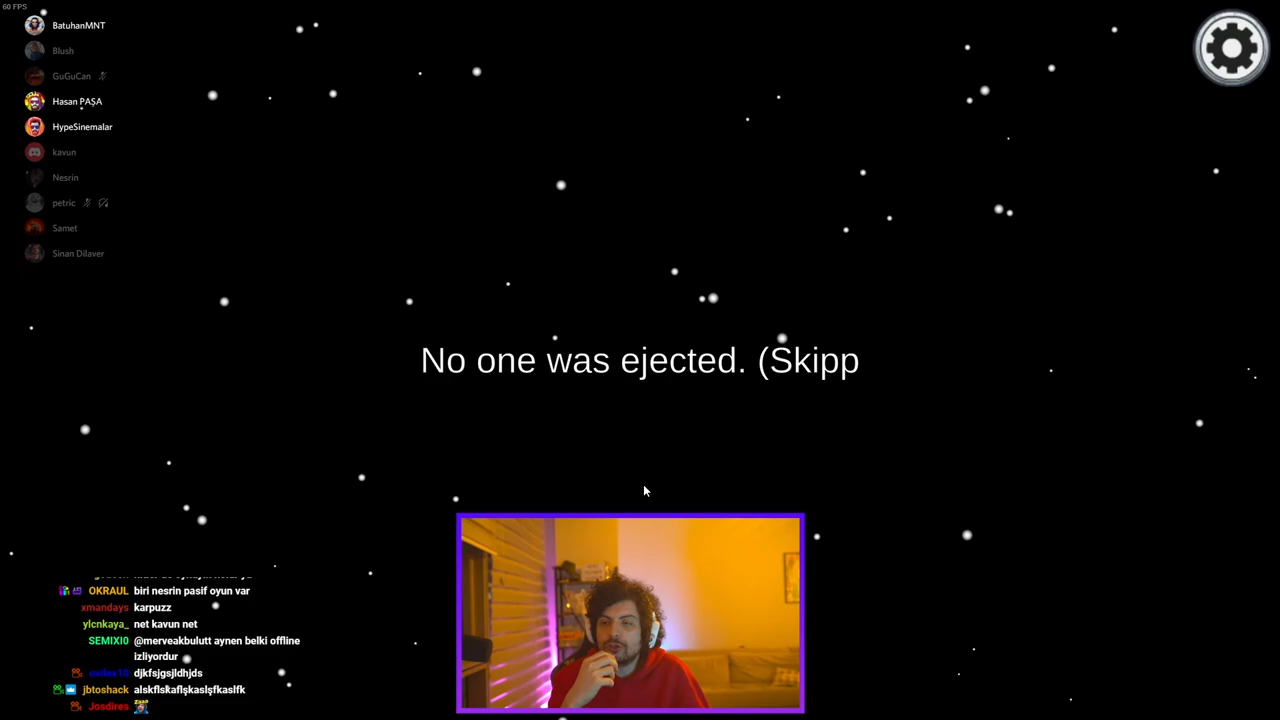 60 FPS
BatuhanMNT
Blush
GuGuCan
Hasan PAŞA
HypeSinemalar
kavun
Nesrin
petric
Samet
Sinan Dilaver
No one was ejected. (Skipp
OKRAUL biri nesrin pasif oyun var
xmandays karpuzz
ylcnkaya_ net kavun net
SEMIXI0 @merveakbulutt aynen belki offline
izliyordur
djkfsjgsjldhjds
jbtoshack alskflskaflşkaslşfkaslfk
Josdires